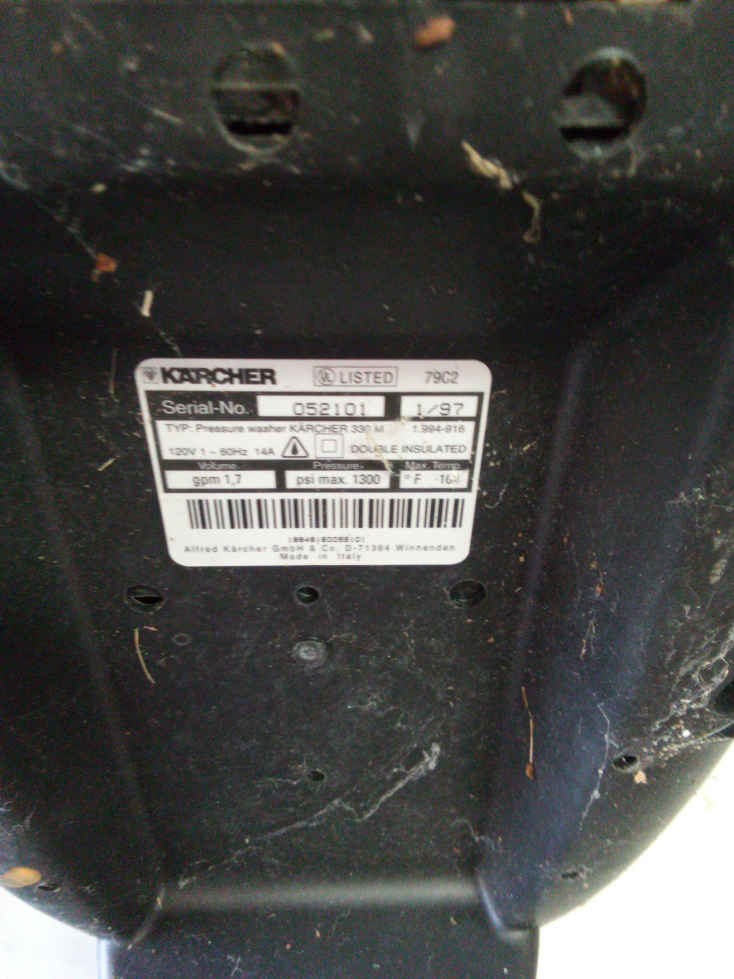 KÄRCHER UL LISTED 79C2
Serial-No. 052101 1/97
TYP: Pressure washer KÄRCHER 330 M 1.994-916
120V 1~60Hz 14A DOUBLE INSULATED
Volume Pressure Max. Temp.
gpm 1,7 psi max. 1300 °F
Alfred Kärcher GmbH & Co. D-71364 Winnenden
Made in Italy